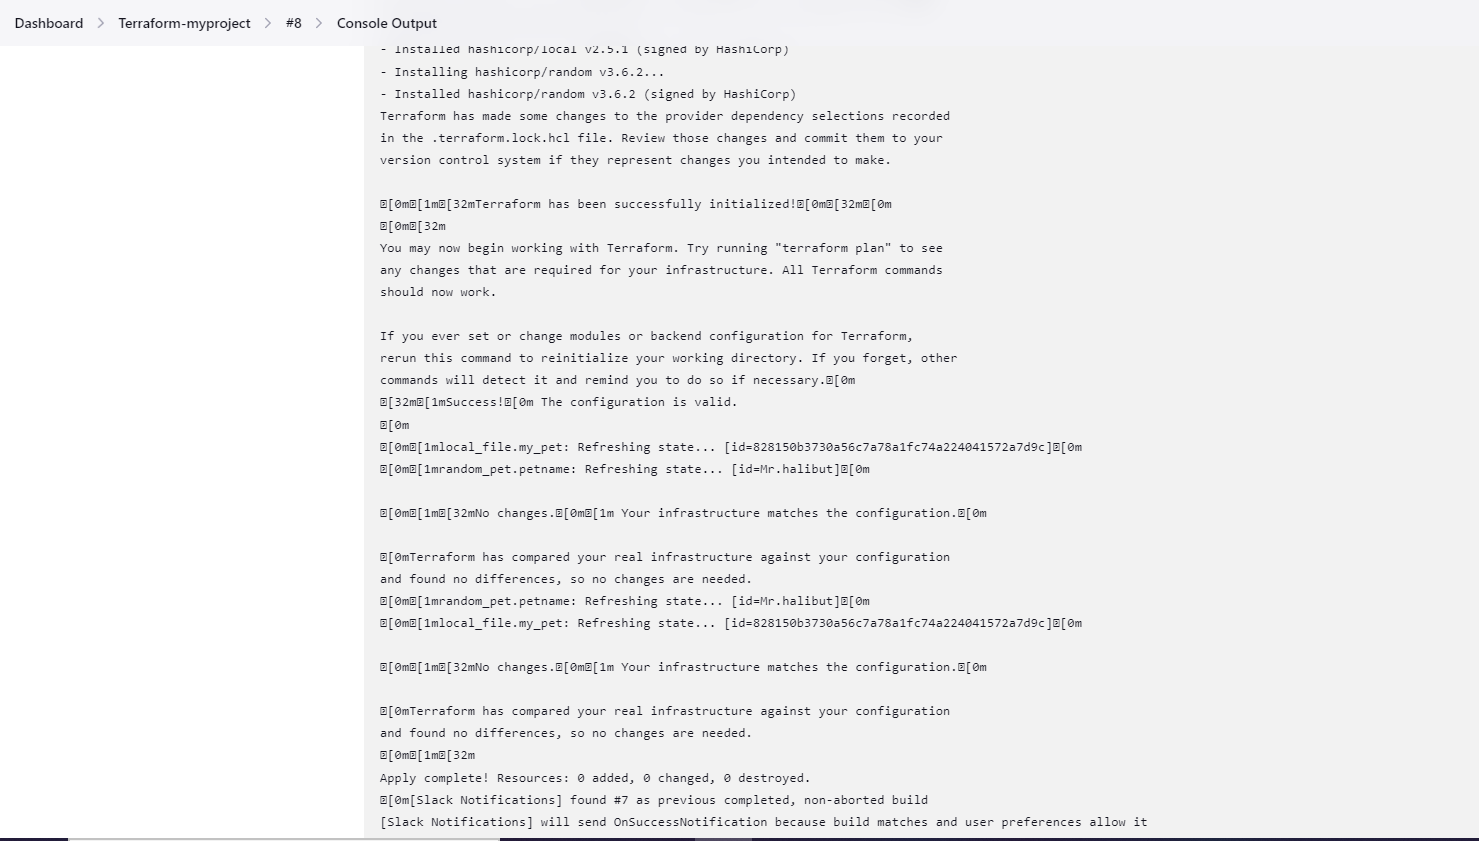 Dashboard > Terraform-myproject > #8 > Console Output
- Installed hashicorp/local v2.5.1 (signed by HashiCorp)
- Installing hashicorp/random v3.6.2...
- Installed hashicorp/random v3.6.2 (signed by HashiCorp)
Terraform has made some changes to the provider dependency selections recorded
in the .terraform.lock.hcl file. Review those changes and commit them to your
version control system if they represent changes you intended to make.
␛[0m␛[1m␛[32mTerraform has been successfully initialized!␛[0m␛[32m␛[0m
␛[0m␛[32m
You may now begin working with Terraform. Try running "terraform plan" to see
any changes that are required for your infrastructure. All Terraform commands
should now work.
If you ever set or change modules or backend configuration for Terraform,
rerun this command to reinitialize your working directory. If you forget, other
commands will detect it and remind you to do so if necessary.␛[0m
␛[32m␛[1mSuccess!␛[0m The configuration is valid.
␛[0m
␛[0m␛[1mlocal_file.my_pet: Refreshing state... [id=828150b3730a56c7a78a1fc74a224041572a7d9c]␛[0m
␛[0m␛[1mrandom_pet.petname: Refreshing state... [id=Mr.halibut]␛[0m
␛[0m␛[1m␛[32mNo changes.␛[0m␛[1m Your infrastructure matches the configuration.␛[0m
␛[0mTerraform has compared your real infrastructure against your configuration
and found no differences, so no changes are needed.
␛[0m␛[1mrandom_pet.petname: Refreshing state... [id=Mr.halibut]␛[0m
␛[0m␛[1mlocal_file.my_pet: Refreshing state... [id=828150b3730a56c7a78a1fc74a224041572a7d9c]␛[0m
␛[0m␛[1m␛[32mNo changes.␛[0m␛[1m Your infrastructure matches the configuration.␛[0m
␛[0mTerraform has compared your real infrastructure against your configuration
and found no differences, so no changes are needed.
␛[0m␛[1m␛[32m
Apply complete! Resources: 0 added, 0 changed, 0 destroyed.
␛[0m[Slack Notifications] found #7 as previous completed, non-aborted build
[Slack Notifications] will send OnSuccessNotification because build matches and user preferences allow it